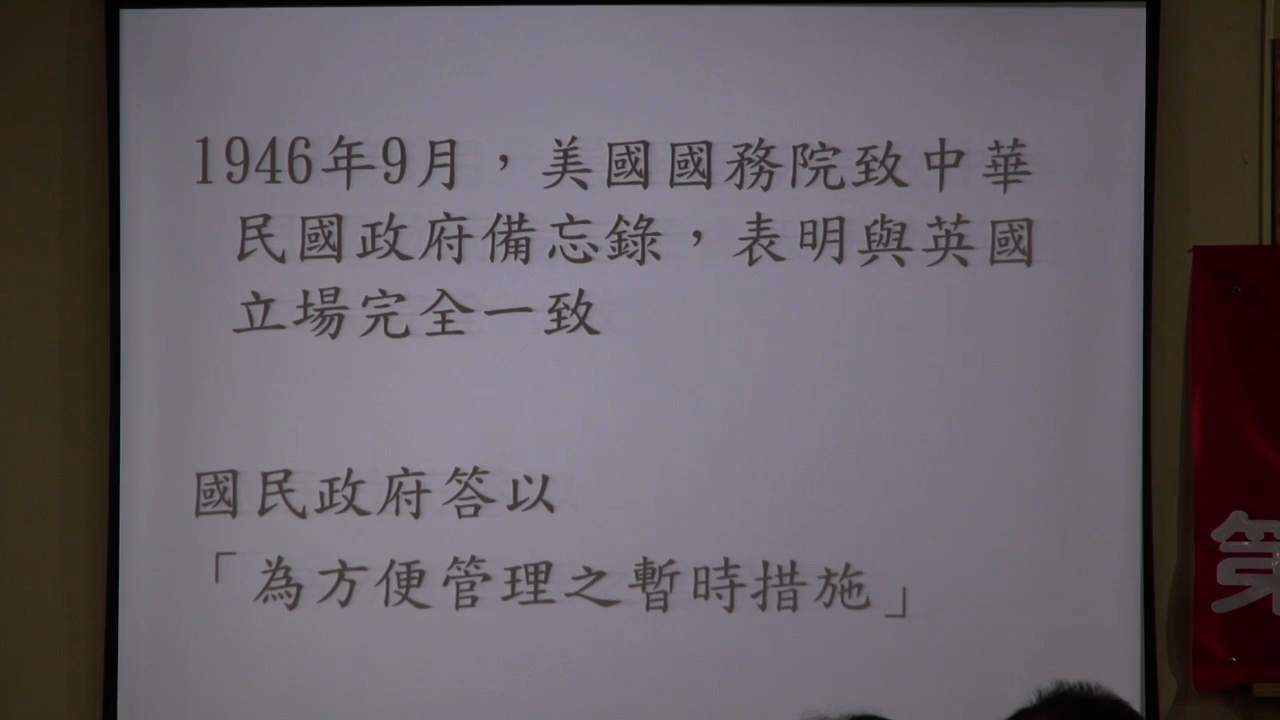 1946年9月，美國國務院致中華
民國政府備忘錄，表明與英國
立場完全一致
國民政府答以
「為方便管理之暫時措施」
第